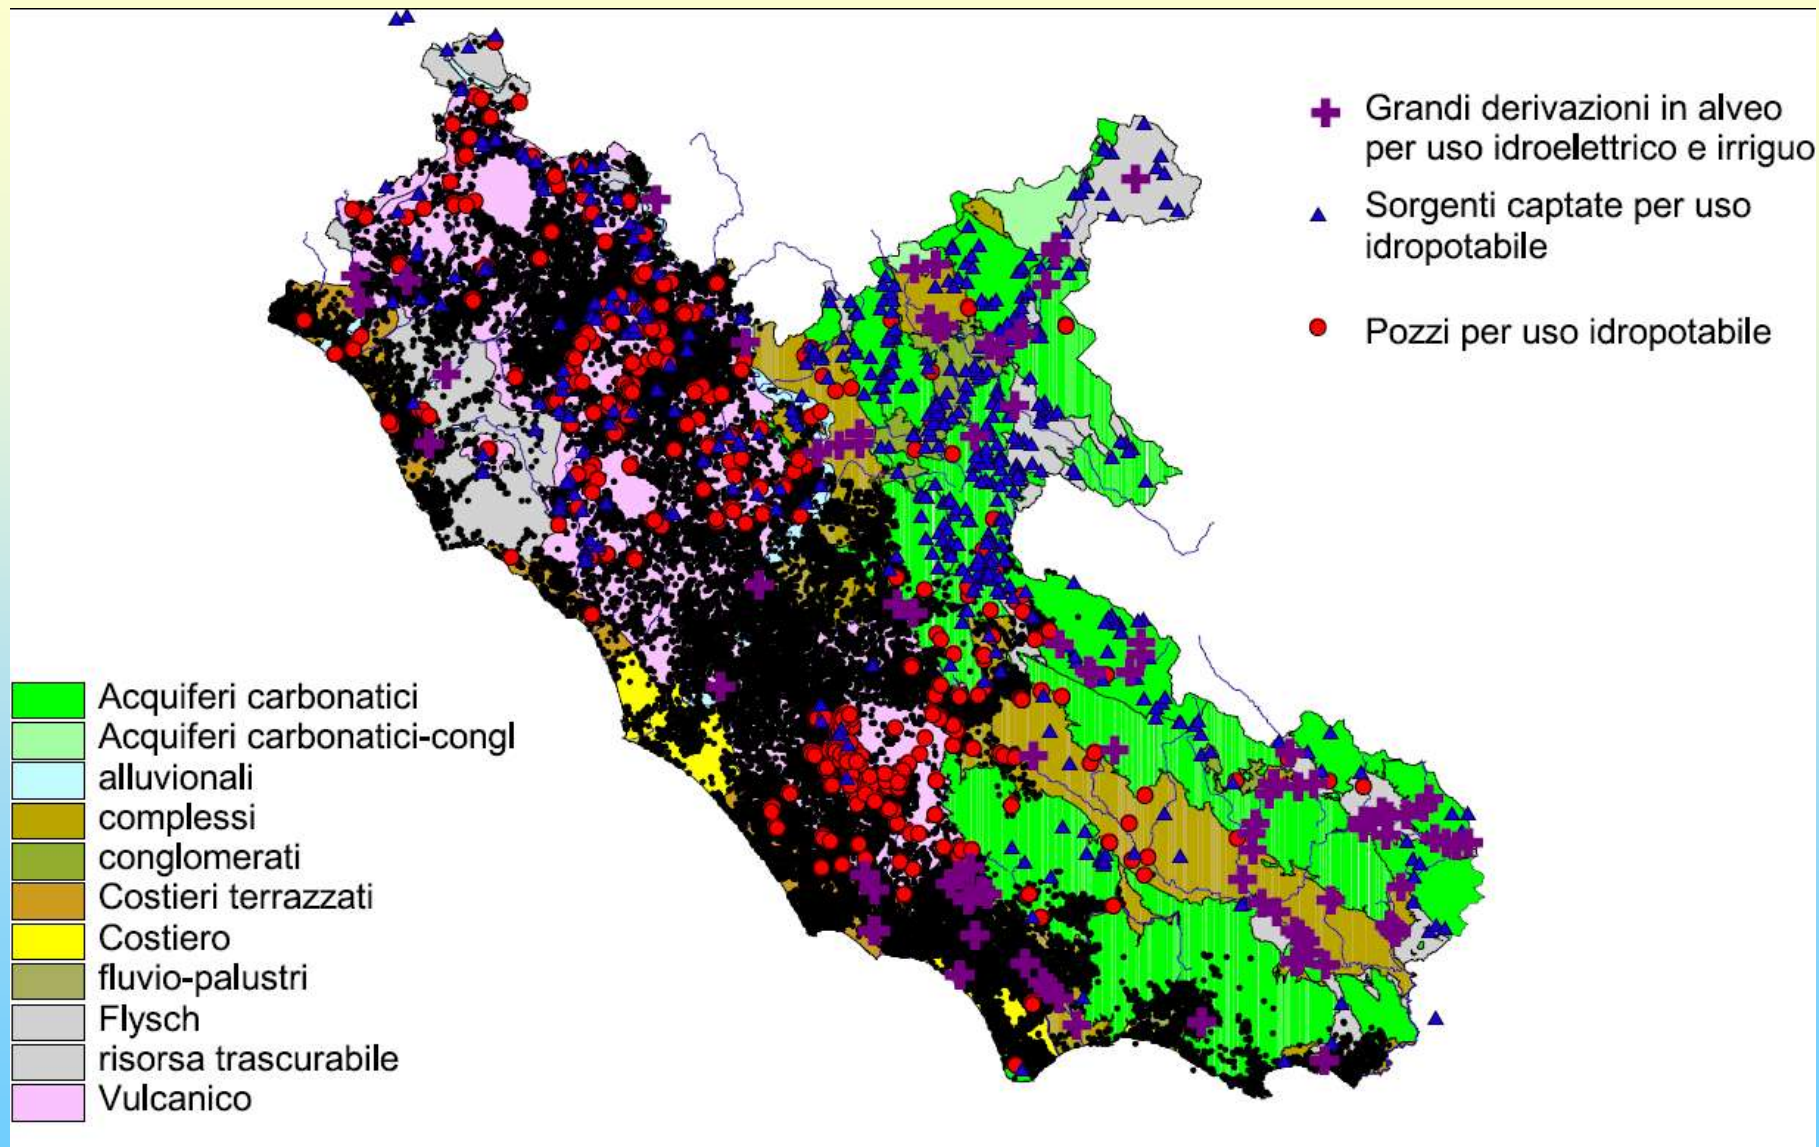 Grandi derivazioni in alveo
per uso idroelettrico e irriguo
Sorgenti captate per uso
idropotabile
Pozzi per uso idropotabile
Acquiferi carbonatici
Acquiferi carbonatici-congl
alluvionali
complessi
conglomerati
Costieri terrazzati
Costiero
fluvio-palustri
Flysch
risorsa trascurabile
Vulcanico